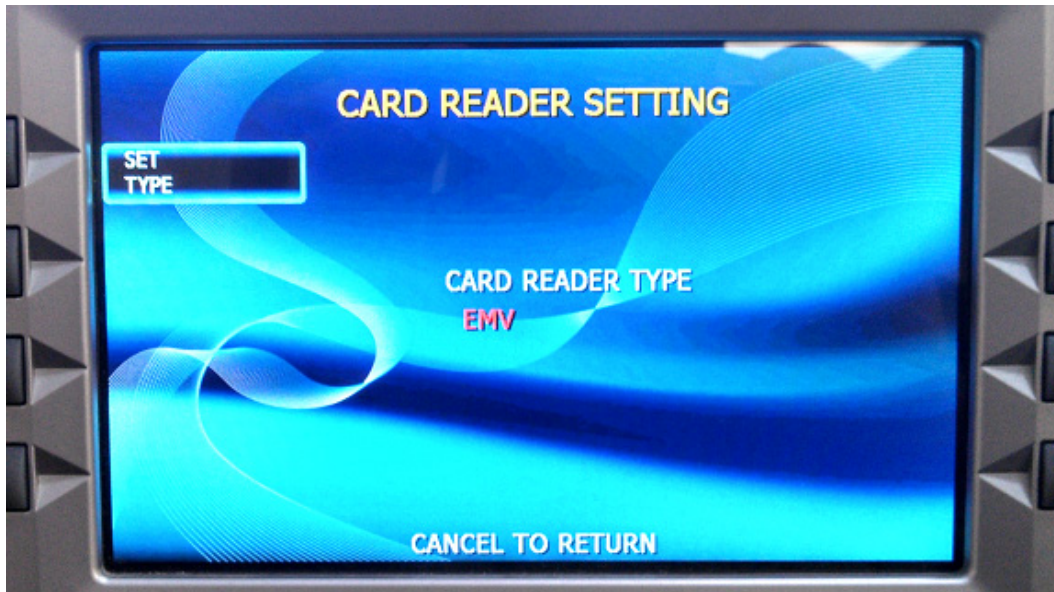 CARD READER SETTING
SET
TYPE
CARD READER TYPE
EMV
CANCEL TO RETURN